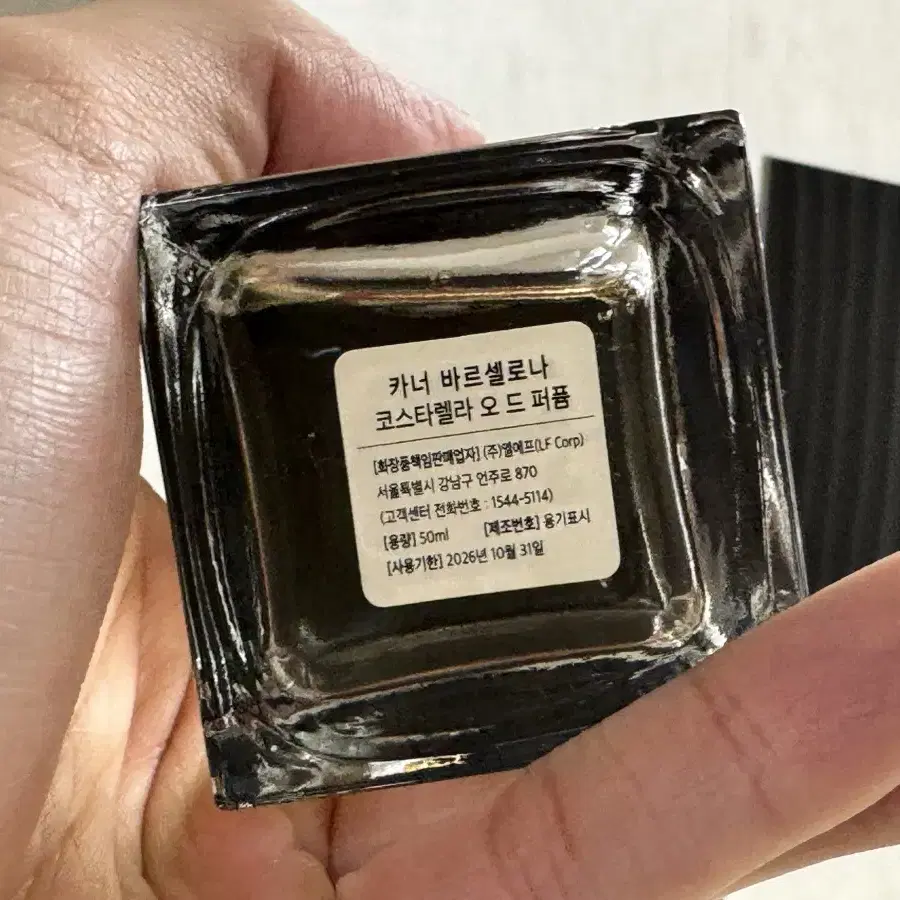 카너 바르셀로나
코스타렐라 오 드 퍼퓸
[화장품책임판매업자] (주)엘에프(LF Corp)
서울특별시 강남구 언주로 870
(고객센터 전화번호 : 1544-5114)
[용량] 50ml [제조번호] 용기표시
[사용기한] 2026년 10월 31일